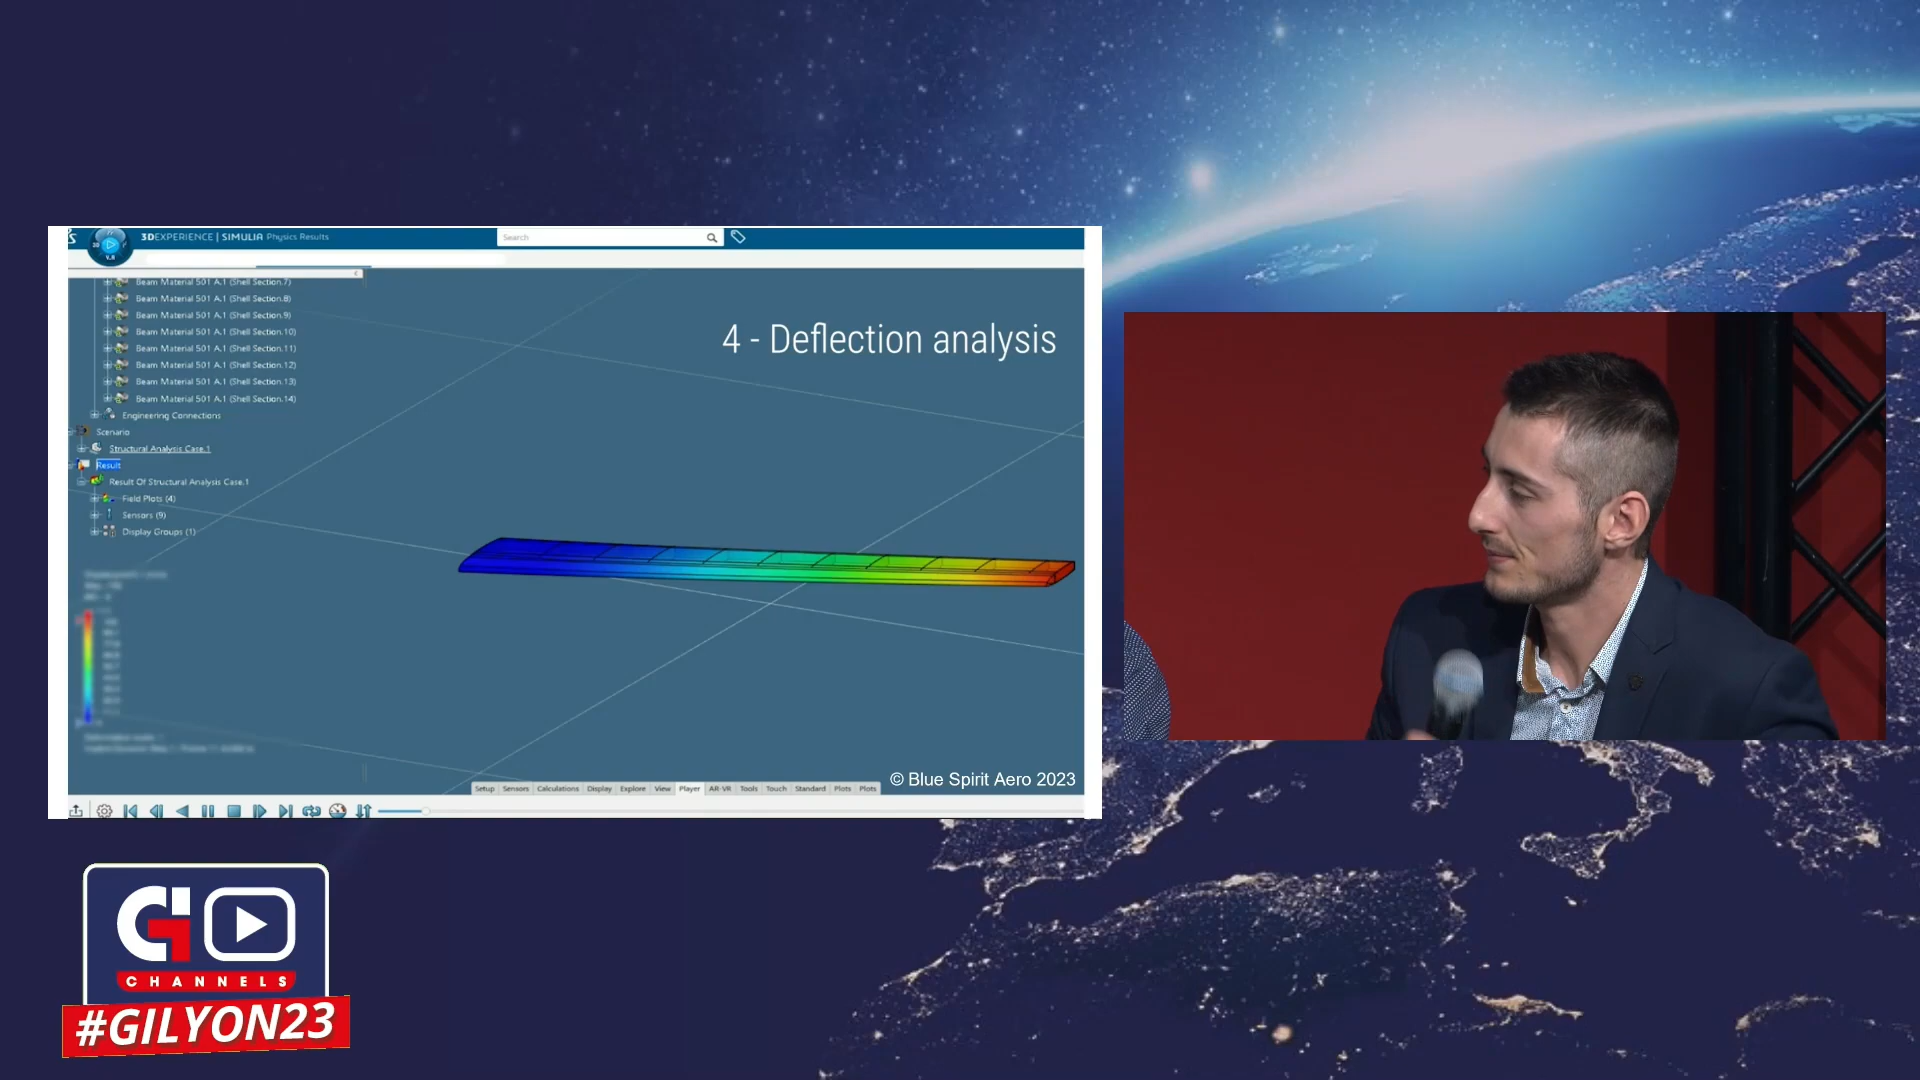 3DEXPERIENCE | SIMULIA Physics Results
Search
3D
V.R
Beam Material 501 A.1 (Shell Section.7)
Beam Material 501 A.1 (Shell Section.8)
Beam Material 501 A.1 (Shell Section.9)
Beam Material 501 A.1 (Shell Section.10)
Beam Material 501 A.1 (Shell Section.11)
Beam Material 501 A.1 (Shell Section.12)
Beam Material 501 A.1 (Shell Section.13)
Beam Material 501 A.1 (Shell Section.14)
Engineering Connections
Scenario
Structural Analysis Case.1
Result
Result Of Structural Analysis Case.1
Field Plots (4)
Sensors (9)
Display Groups (1)
4 - Deflection analysis
© Blue Spirit Aero 2023
Setup Sensors Calculations Display Explore View Player AR-VR Tools Touch Standard Plots Plots
GI
CHANNELS
#GILYON23